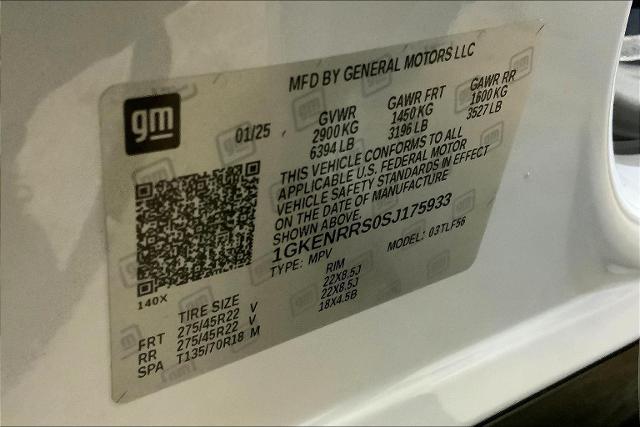 gm
MFD BY GENERAL MOTORS LLC
01/25
GVWR GAWR FRT GAWR RR
2900 KG 1450 KG 1600 KG
6394 LB 3196 LB 3527 LB
THIS VEHICLE CONFORMS TO ALL
APPLICABLE U.S. FEDERAL MOTOR
VEHICLE SAFETY STANDARDS IN EFFECT
ON THE DATE OF MANUFACTURE
SHOWN ABOVE.
1GKENRRS0SJ175933
TYPE: MPV MODEL: 03TLF56
140X
TIRE SIZE RIM
FRT 275/45R22 V 22X8.5J
RR 275/45R22 V 22X8.5J
SPA T135/70R18 M 18X4.5B